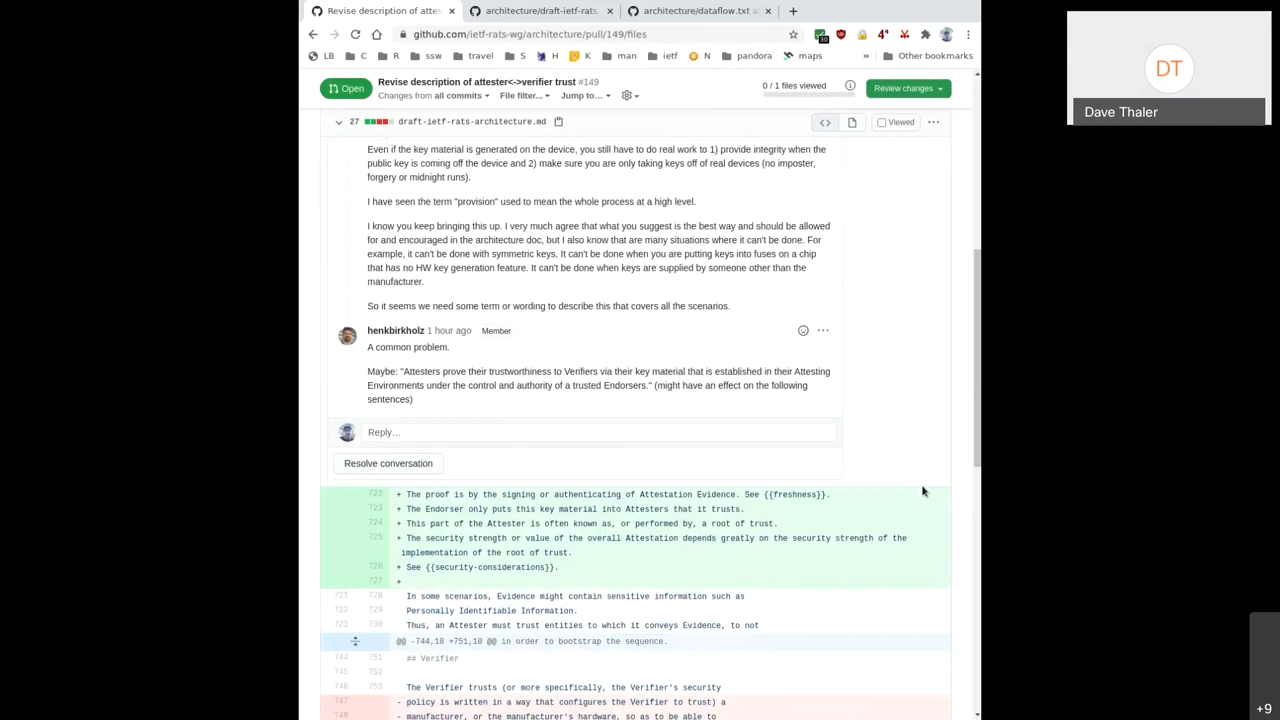 Revise description of attes
architecture/draft-ietf-rats-
architecture/dataflow.txt a
github.com/ietf-rats-wg/architecture/pull/149/files
LB
C
R
ssw
travel
S
H
K
man
ietf
N
pandora
maps
»
Other bookmarks
Open
Revise description of attester<->verifier trust #149
Changes from all commits
File filter...
Jump to...
0 / 1 files viewed
Review changes
27
draft-ietf-rats-architecture.md
Viewed
Even if the key material is generated on the device, you still have to do real work to 1) provide integrity when the
public key is coming off the device and 2) make sure you are only taking keys off of real devices (no imposter,
forgery or midnight runs).
I have seen the term "provision" used to mean the whole process at a high level.
I know you keep bringing this up. I very much agree that what you suggest is the best way and should be allowed
for and encouraged in the architecture doc, but I also know that are many situations where it can't be done. For
example, it can't be done with symmetric keys. It can't be done when you are putting keys into fuses on a chip
that has no HW key generation feature. It can't be done when keys are supplied by someone other than the
manufacturer.
So it seems we need some term or wording to describe this that covers all the scenarios.
henkbirkholz 1 hour ago Member
A common problem.
Maybe: "Attesters prove their trustworthiness to Verifiers via their key material that is established in their Attesting
Environments under the control and authority of a trusted Endorsers." (might have an effect on the following
sentences)
Reply…
Resolve conversation
722 + The proof is by the signing or authenticating of Attestation Evidence. See {{freshness}}.
723 + The Endorser only puts this key material into Attesters that it trusts.
724 + This part of the Attester is often known as, or performed by, a root of trust.
725 + The security strength or value of the overall Attestation depends greatly on the security strength of the
implementation of the root of trust.
726 + See {{security-considerations}}.
727 +
721 728 In some scenarios, Evidence might contain sensitive information such as
722 729 Personally Identifiable Information.
723 730 Thus, an Attester must trust entities to which it conveys Evidence, to not
@@ -744,18 +751,10 @@ in order to bootstrap the sequence.
744 751 ## Verifier
745 752
746 753 The Verifier trusts (or more specifically, the Verifier's security
747 - policy is written in a way that configures the Verifier to trust) a
748 - manufacturer, or the manufacturer's hardware, so as to be able to
DT
Dave Thaler
+9